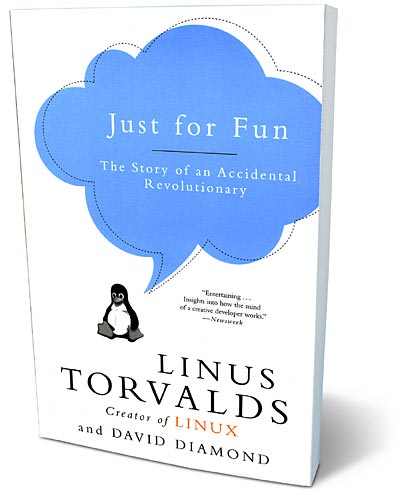 Just for Fun
The Story of an Accidental
Revolutionary
“Entertaining . . .
Insights into how the mind
of a creative developer works.”
—Newsweek
LINUS
TORVALDS
Creator of LINUX
and DAVID DIAMOND